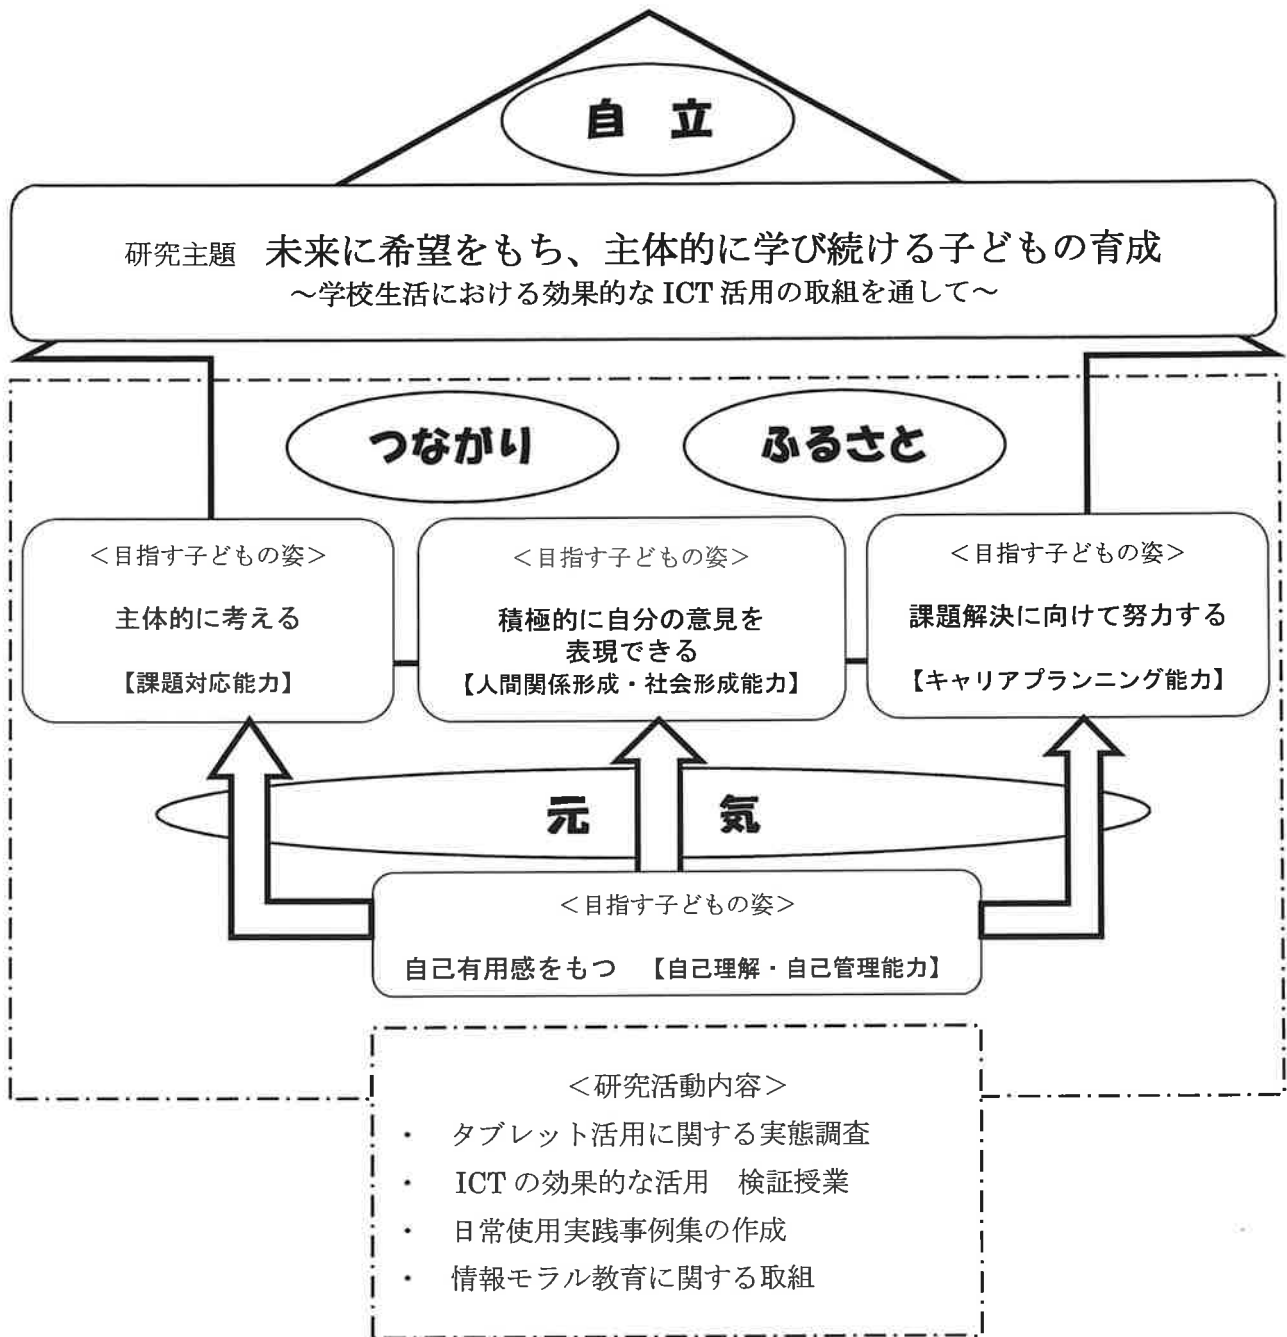 自 立
研究主題 未来に希望をもち、主体的に学び続ける子どもの育成
～学校生活における効果的な ICT 活用の取組を通して～
つながり
ふるさと
＜目指す子どもの姿＞
主体的に考える
【課題対応能力】
＜目指す子どもの姿＞
積極的に自分の意見を
表現できる
【人間関係形成・社会形成能力】
＜目指す子どもの姿＞
課題解決に向けて努力する
【キャリアプランニング能力】
元 気
＜目指す子どもの姿＞
自己有用感をもつ 【自己理解・自己管理能力】
＜研究活動内容＞
・ タブレット活用に関する実態調査
・ ICT の効果的な活用 検証授業
・ 日常使用実践事例集の作成
・ 情報モラル教育に関する取組